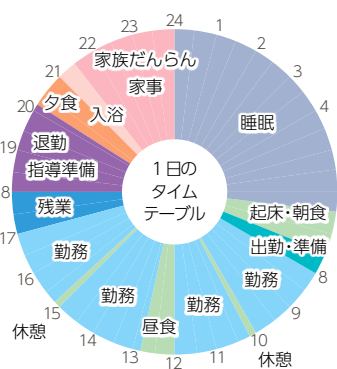 24
1
2
3
4
8
9
10
11
12
13
14
15
16
17
8
19
20
21
22
23
1日の
タイム
テーブル
睡眠
起床・朝食
出勤・準備
勤務
休憩
勤務
昼食
勤務
休憩
勤務
残業
指導準備
退勤
夕食
入浴
家事
家族だんらん